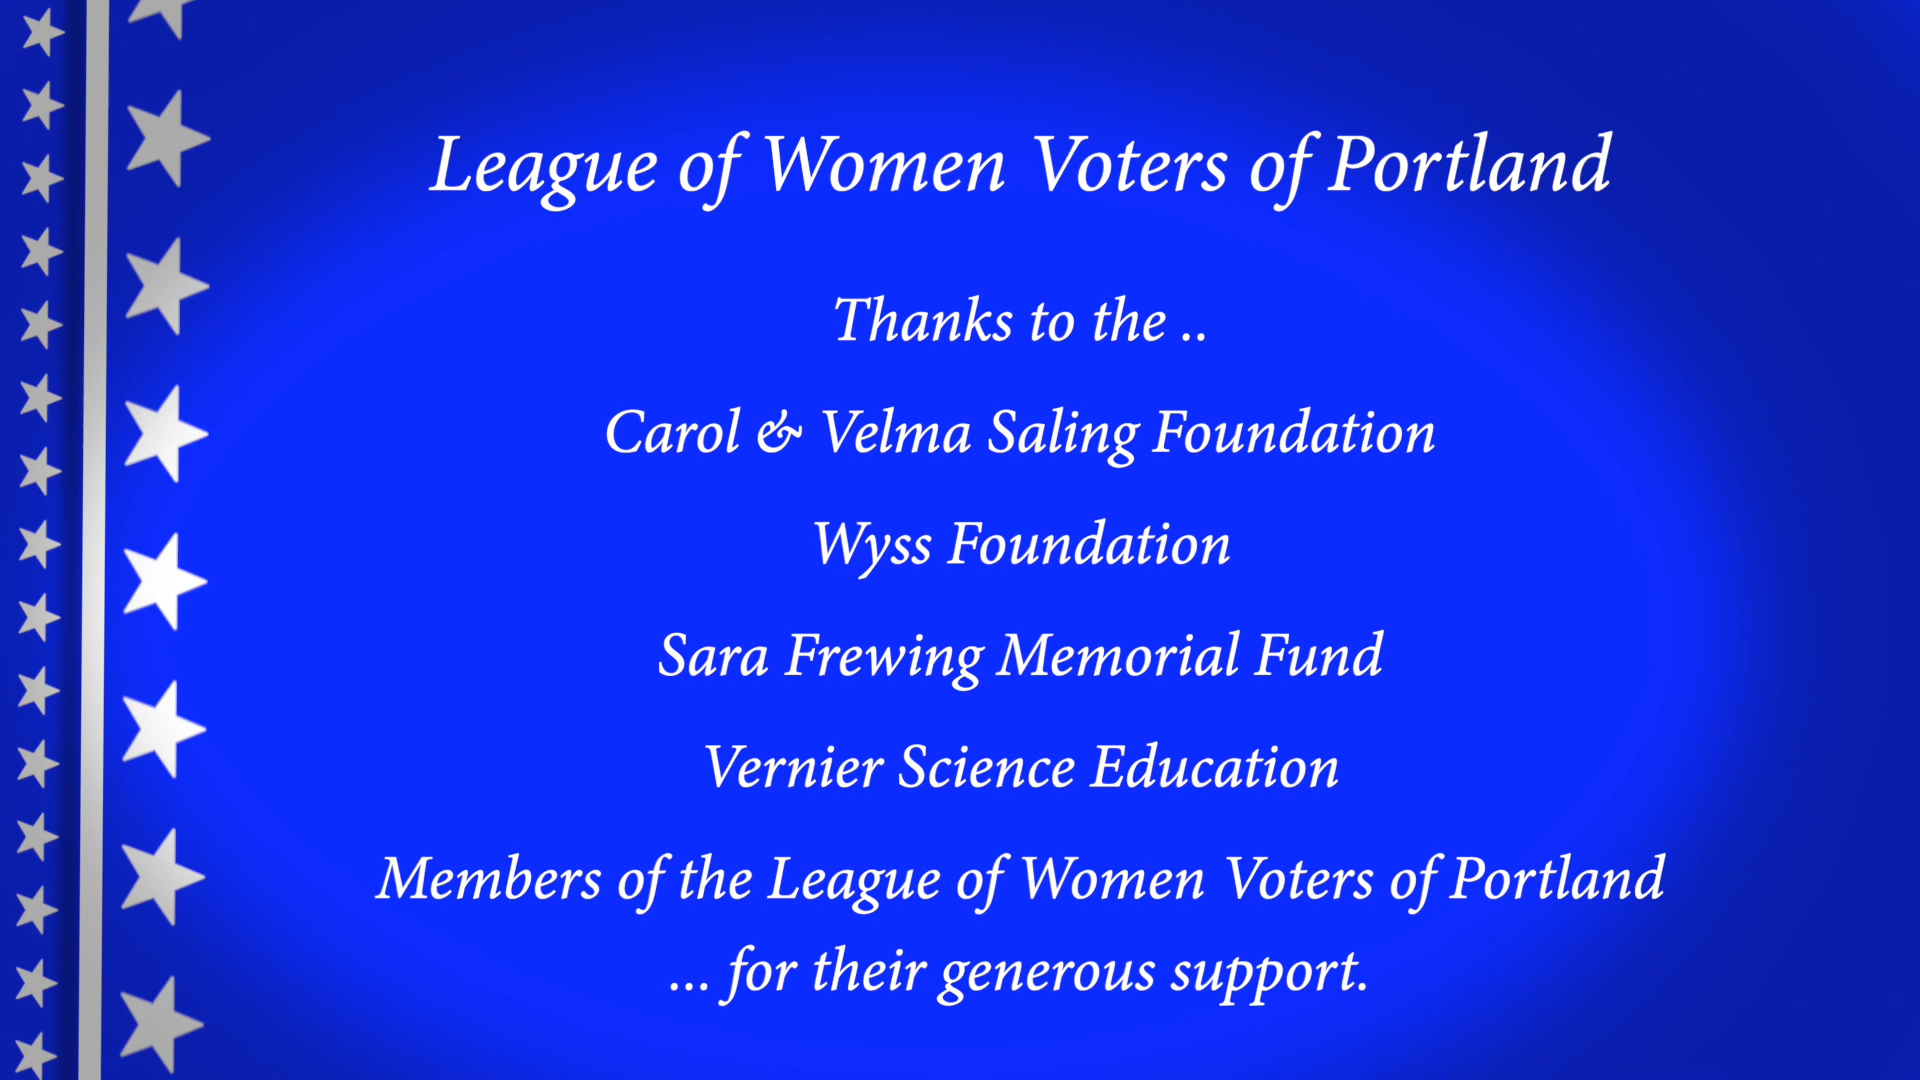 League of Women Voters of Portland
Thanks to the ..
Carol & Velma Saling Foundation
Wyss Foundation
Sara Frewing Memorial Fund
Vernier Science Education
Members of the League of Women Voters of Portland
... for their generous support.